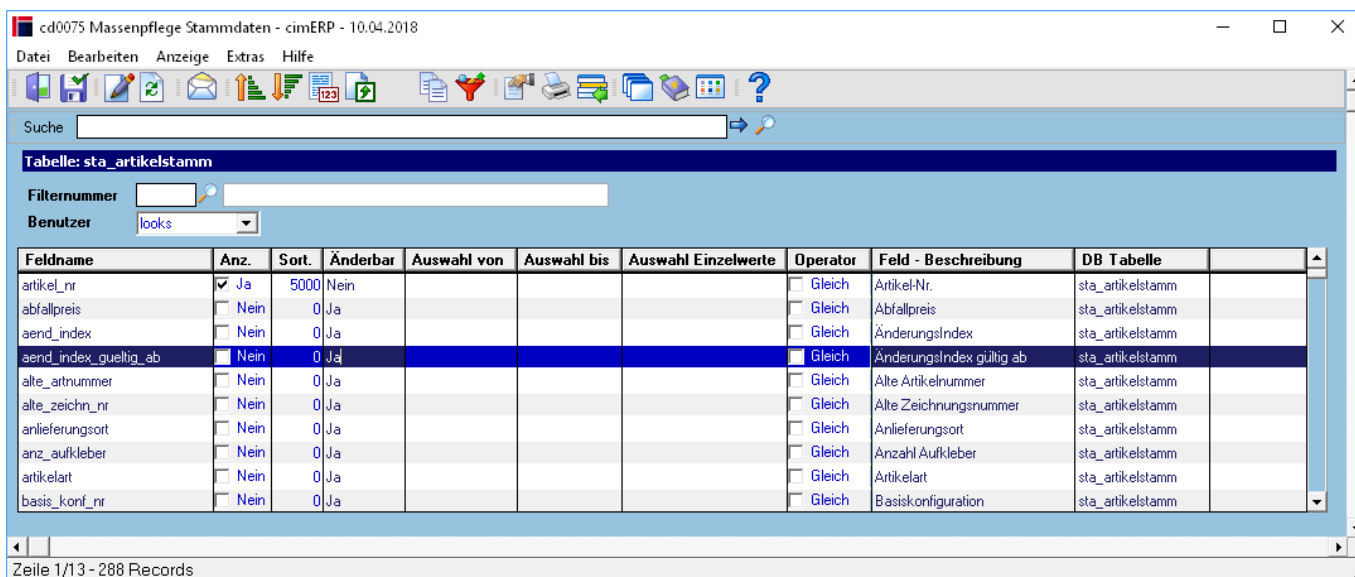 cd0075 Massenpflege Stammdaten - cimERP - 10.04.2018
Datei Bearbeiten Anzeige Extras Hilfe
123
Suche
Tabelle: sta_artikelstamm
Filternummer
Benutzer looks
Feldname Anz. Sort. Änderbar Auswahl von Auswahl bis Auswahl Einzelwerte Operator Feld - Beschreibung DB Tabelle
artikel_nr Ja 5000 Nein Gleich Artikel-Nr. sta_artikelstamm
abfallpreis Nein 0 Ja Gleich Abfallpreis sta_artikelstamm
aend_index Nein 0 Ja Gleich ÄnderungsIndex sta_artikelstamm
aend_index_gueltig_ab Nein 0 Ja Gleich ÄnderungsIndex gültig ab sta_artikelstamm
alte_artnummer Nein 0 Ja Gleich Alte Artikelnummer sta_artikelstamm
alte_zeichn_nr Nein 0 Ja Gleich Alte Zeichnungsnummer sta_artikelstamm
anlieferungsort Nein 0 Ja Gleich Anlieferungsort sta_artikelstamm
anz_aufkleber Nein 0 Ja Gleich Anzahl Aufkleber sta_artikelstamm
artikelart Nein 0 Ja Gleich Artikelart sta_artikelstamm
basis_konf_nr Nein 0 Ja Gleich Basiskonfiguration sta_artikelstamm
Zeile 1/13 - 288 Records